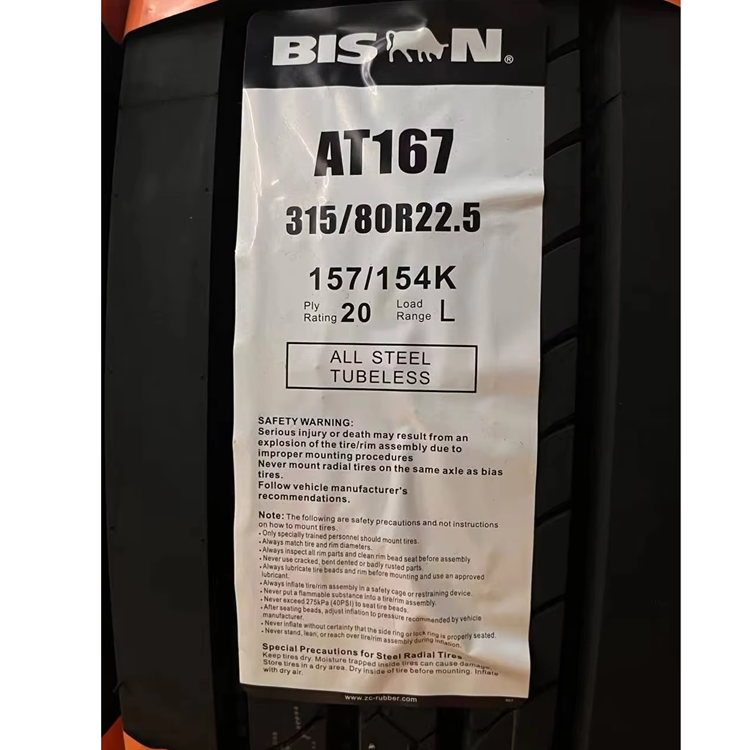 BISON®
AT167
315/80R22.5
157/154K
Ply Rating 20 Load Range L
ALL STEEL
TUBELESS
SAFETY WARNING:
Serious injury or death may result from an
explosion of the tire/rim assembly due to
improper mounting procedures
Never mount radial tires on the same axle as bias
tires.
Follow vehicle manufacturer's
recommendations.
Note: The following are safety precautions and not instructions
on how to mount tires.
• Only specially trained personnel should mount tires.
• Always match tire and rim diameters.
• Always inspect all rim parts and clean rim bead seat before assembly.
• Never use cracked, bent dented or badly rusted parts.
• Always lubricate tire beads and rim before mounting and use an approved
lubricant.
• Always inflate tire/rim assembly in a safety cage or restraining device.
• Never put a flammable substance into a tire/rim assembly.
• Never exceed 275kPa (40PSI) to seat tire beads.
• After seating beads, adjust inflation to pressure recommended by vehicle
manufacturer.
• Never inflate without certainty that the side ring or lock ring is properly seated.
• Never stand, lean, or reach over tire/rim assembly during inflation.
Special Precautions for Steel Radial Tires
Keep tires dry. Moisture trapped inside tires can cause damage.
Store tires in a dry area. Dry inside of tire before mounting. Inflate
with dry air.
www.zc-rubber.com